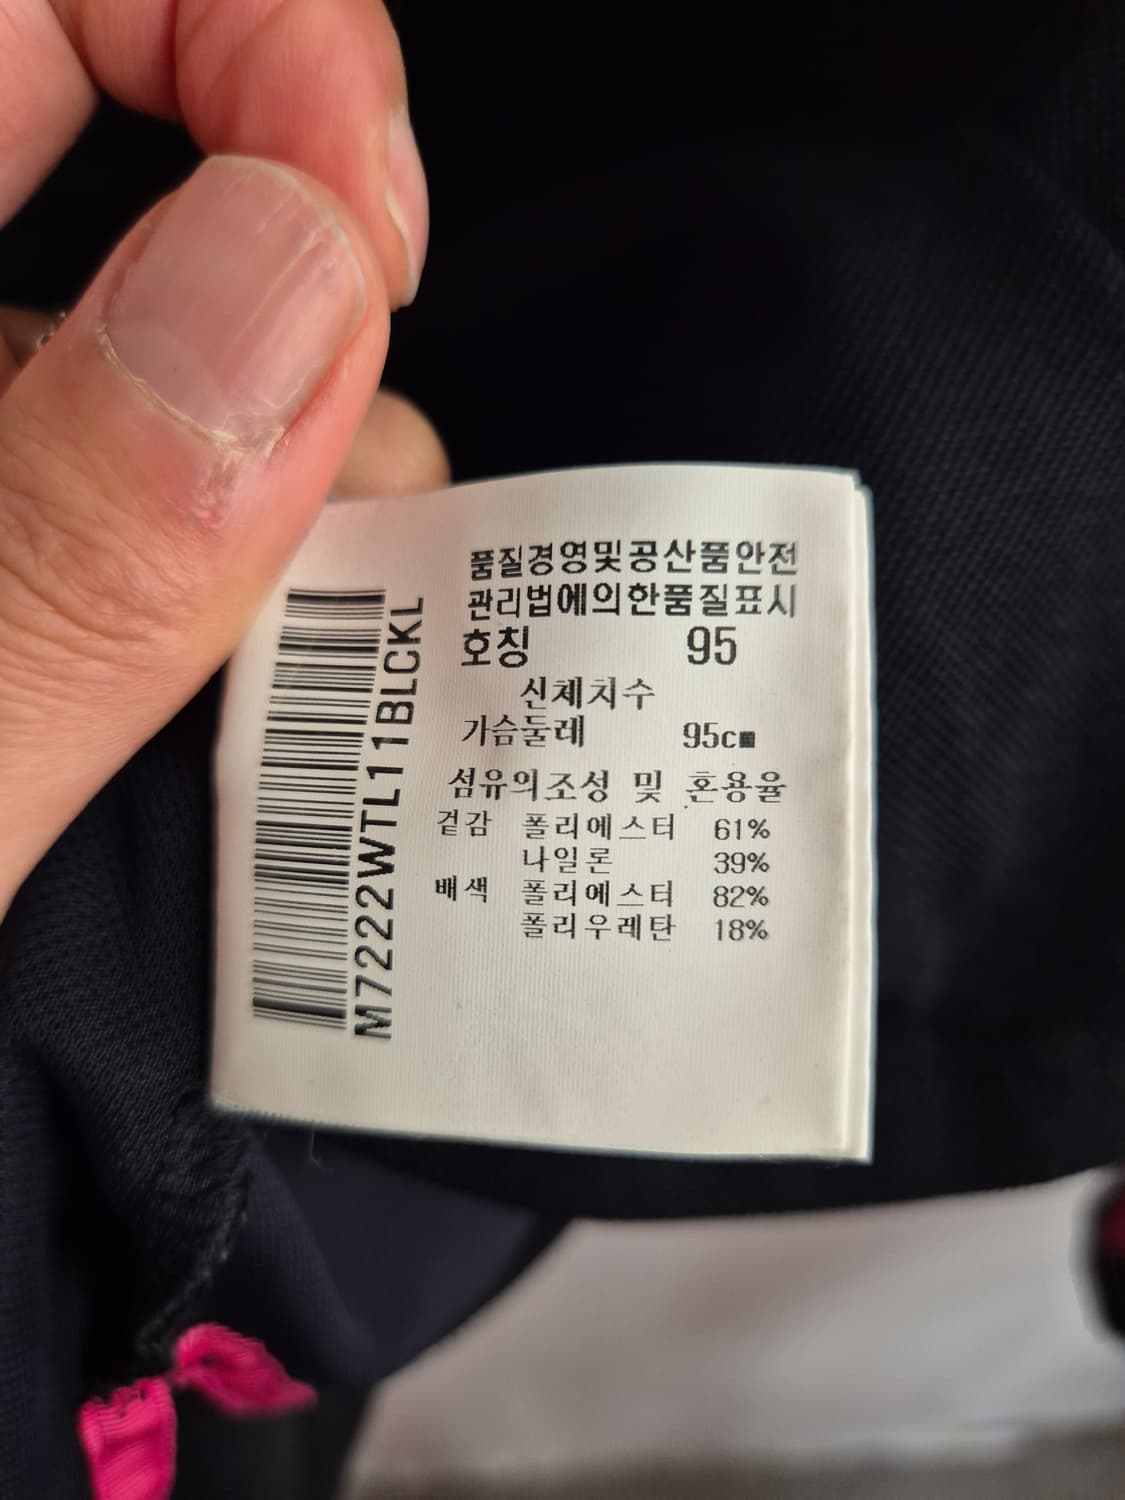 품질경영및공산품안전
관리법에의한품질표시
호칭 95
신체치수
가슴둘레 95c■
섬유의조성 및 혼용율
겉감 폴리에스터 61%
나일론 39%
배색 폴리에스터 82%
폴리우레탄 18%
M7222WTL11BLCKL